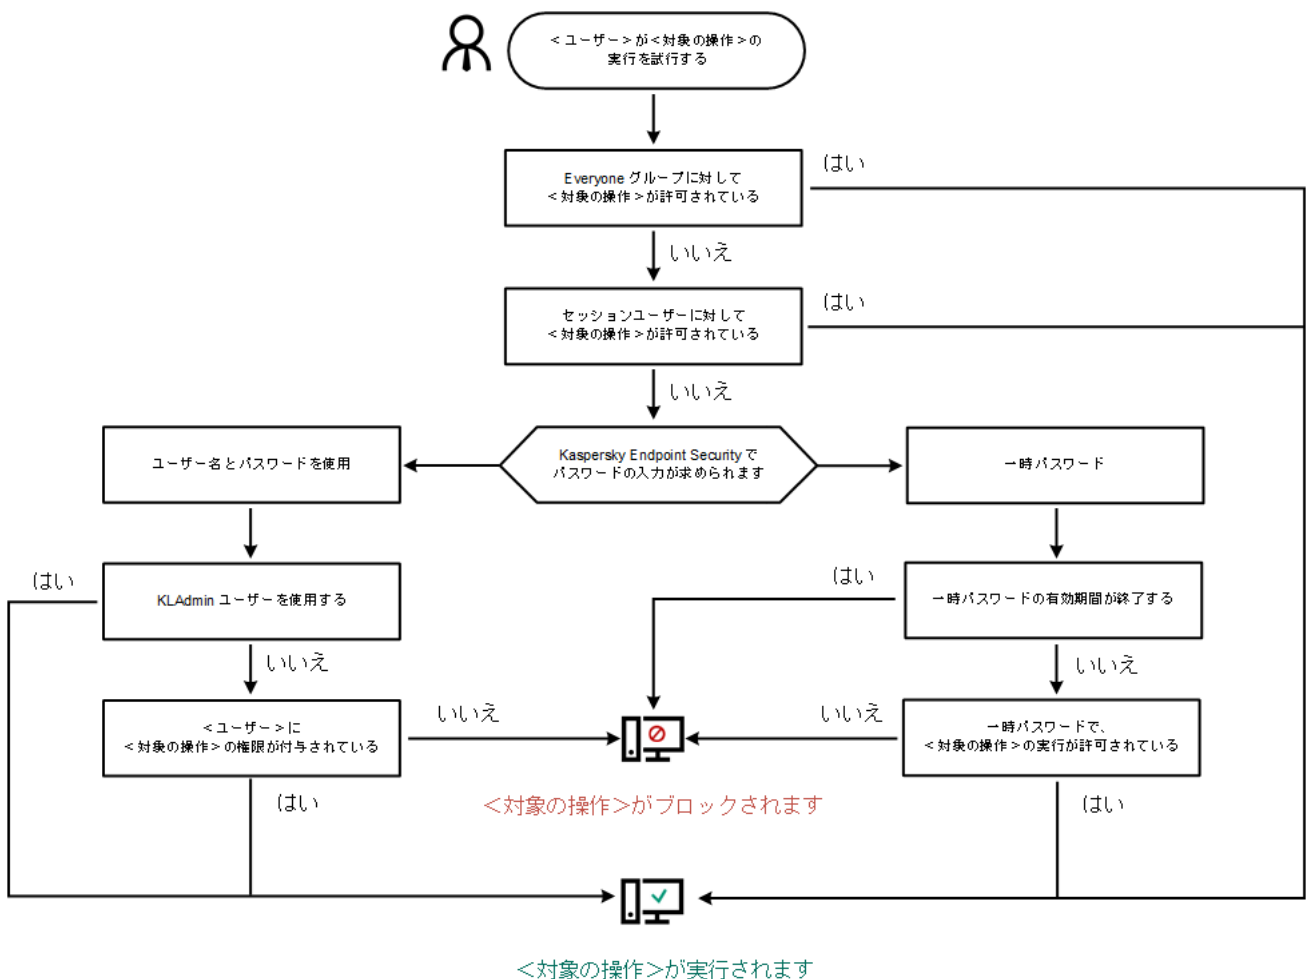 ＜ユーザー＞が＜対象の操作＞の
実行を試行する
Everyone グループに対して
＜対象の操作＞が許可されている
はい
いいえ
セッションユーザーに対して
＜対象の操作＞が許可されている
はい
いいえ
ユーザー名とパスワードを使用
Kaspersky Endpoint Security で
パスワードの入力が求められます
一時パスワード
はい
KLAdmin ユーザーを使用する
はい
一時パスワードの有効期間が終了する
いいえ
いいえ
＜ユーザー＞に
＜対象の操作＞の権限が付与されている
いいえ
いいえ
一時パスワードで、
＜対象の操作＞の実行が許可されている
＜対象の操作＞がブロックされます
はい
はい
＜対象の操作＞が実行されます